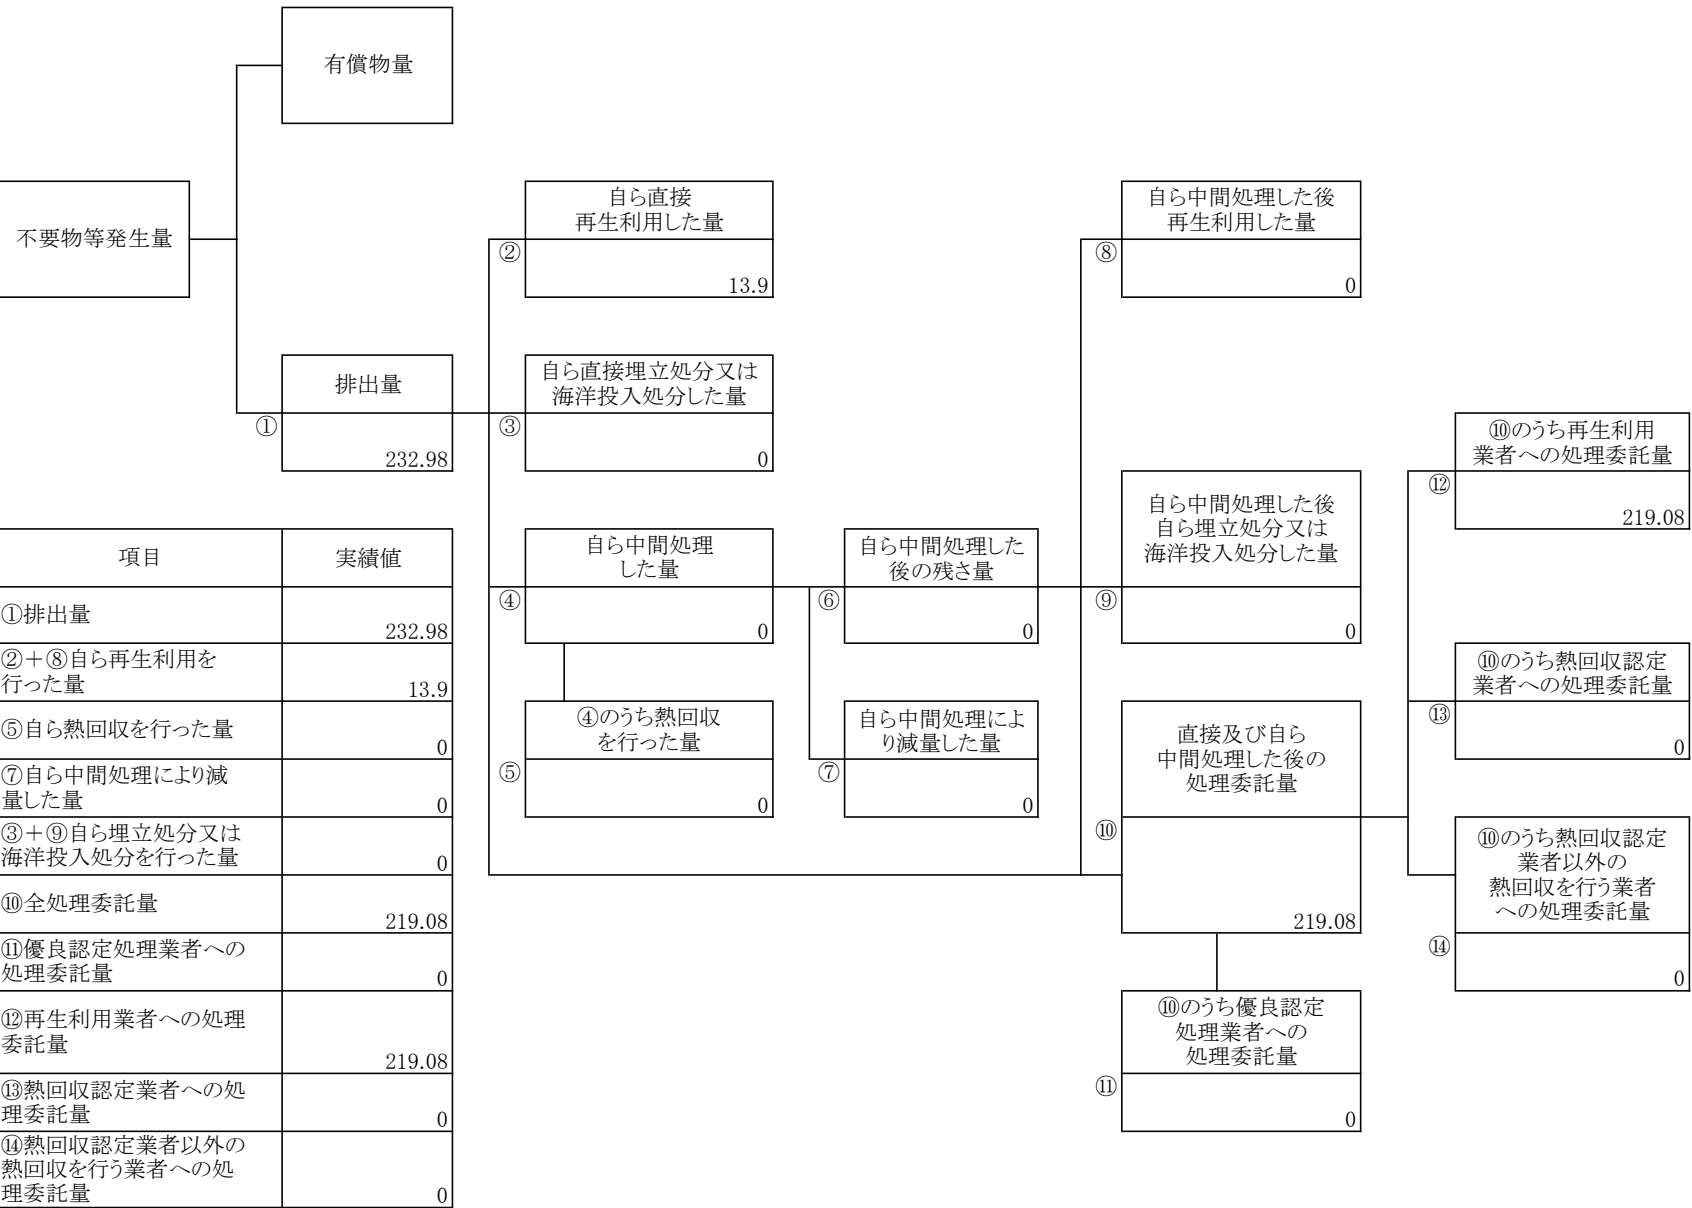 有償物量
不要物等発生量
自ら直接
再生利用した量
②
13.9
自ら中間処理した後
再生利用した量
⑧
0
排出量
①
232.98
自ら直接埋立処分又は
海洋投入処分した量
③
0
⑩のうち再生利用
業者への処理委託量
⑫
219.08
自ら中間処理
した量
④
0
自ら中間処理した
後の残さ量
⑥
0
自ら中間処理した後
自ら埋立処分又は
海洋投入処分した量
⑨
0
⑩のうち熱回収認定
業者への処理委託量
⑬
0
④のうち熱回収
を行った量
⑤
0
自ら中間処理によ
り減量した量
⑦
0
直接及び自ら
中間処理した後の
処理委託量
⑩
219.08
⑩のうち熱回収認定
業者以外の
熱回収を行う業者
への処理委託量
⑭
0
⑩のうち優良認定
処理業者への
処理委託量
⑪
0
項目 実績値
①排出量
232.98
②＋⑧自ら再生利用を
行った量 13.9
⑤自ら熱回収を行った量
0
⑦自ら中間処理により減
量した量 0
③＋⑨自ら埋立処分又は
海洋投入処分を行った量 0
⑩全処理委託量
219.08
⑪優良認定処理業者への
処理委託量 0
⑫再生利用業者への処理
委託量
219.08
⑬熱回収認定業者への処
理委託量 0
⑭熱回収認定業者以外の
熱回収を行う業者への処
理委託量 0